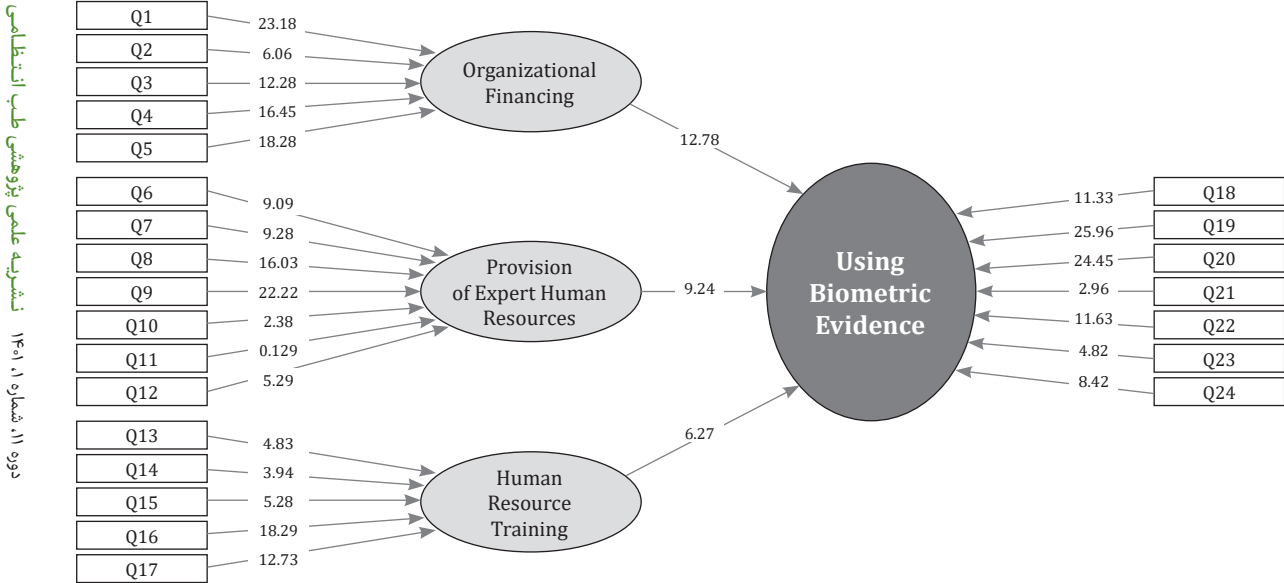 نشریه علمی پژوهشی طب انتظامی
دوره ۱۱، شماره ۱، ۱۴۰۱
Q1
Q2
Q3
Q4
Q5
23.18
6.06
12.28
16.45
18.28
Organizational
Financing
12.78
Q6
Q7
Q8
Q9
Q10
Q11
Q12
9.09
9.28
16.03
22.22
2.38
0.129
5.29
Provision
of Expert Human
Resources
9.24
Q13
Q14
Q15
Q16
Q17
4.83
3.94
5.28
18.29
12.73
Human
Resource
Training
6.27
Using
Biometric
Evidence
11.33
25.96
24.45
2.96
11.63
4.82
8.42
Q18
Q19
Q20
Q21
Q22
Q23
Q24